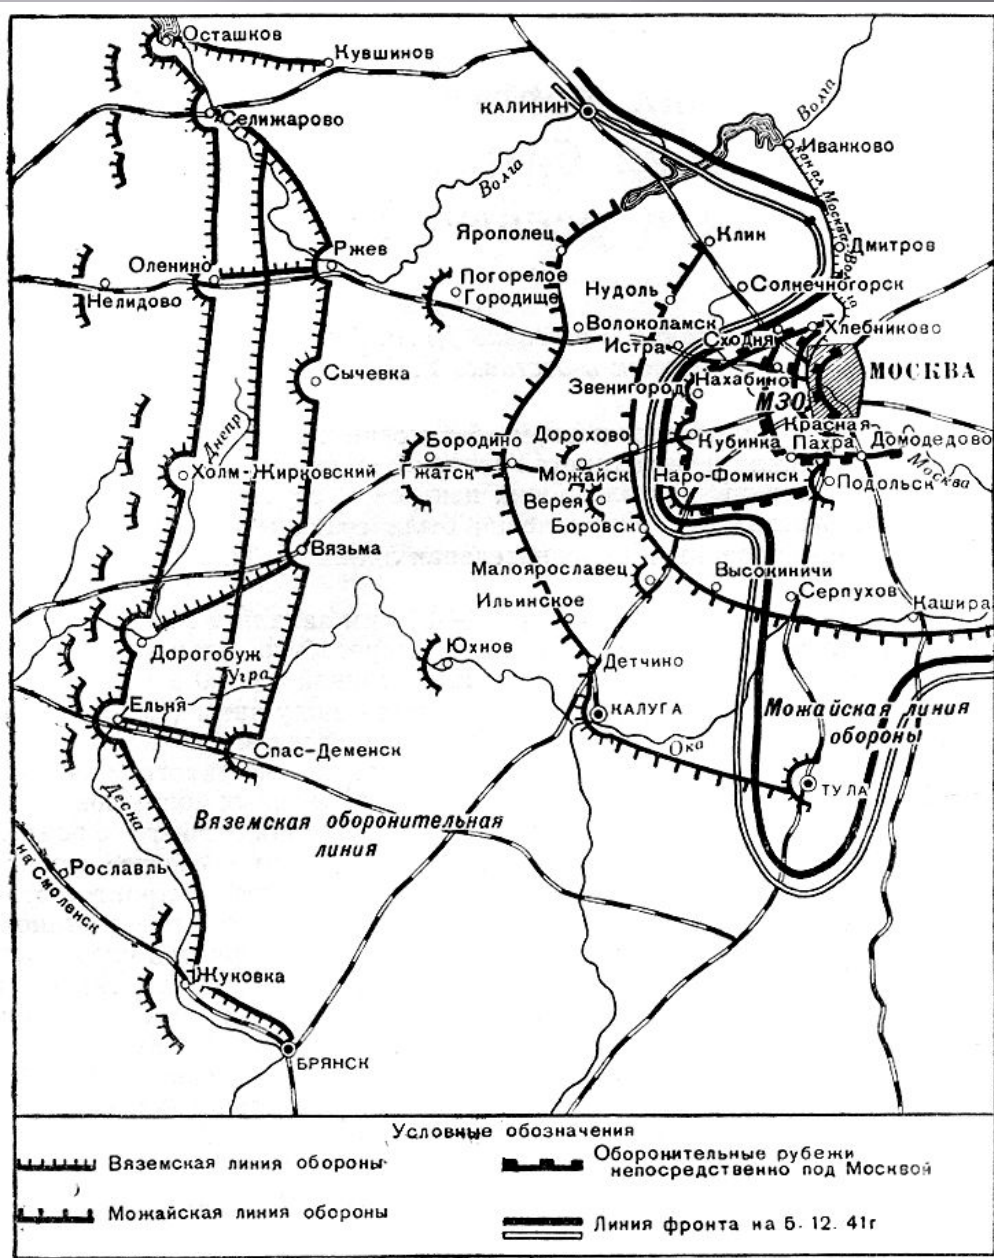 Осташков
Кувшинов
Селижарово
КАЛИНИН
Волга
Иванково
канал Москва-Волга
Волга
Ярополец
Клин
Дмитров
Ржев
Оленино
Нелидово
Погорелое
Городище
Нудоль
Солнечногорск
Волоколамск
Сходня
Хлебниково
Истра
МОСКВА
Сычевка
Звенигород
Нахабино
МЗО
Днепр
Бородино
Дорохово
Кубинка
Красная
Пахра
Домодедово
Холм-Жирковский
Гжатск
Можайск
Наро-Фоминск
Подольск
Москва
Верея
Боровск
Вязьма
Малоярославец
Высокиничи
Ильинское
Серпухов
Кашира
Дорогобуж
Юхнов
Детчино
Угра
Ельня
КАЛУГА
Можайская линия
обороны
Спас-Деменск
Ока
ТУЛА
Десна
Вяземская оборонительная
линия
Рославль
на Смоленск
Жуковка
БРЯНСК
Условные обозначения
Вяземская линия обороны
Можайская линия обороны
Оборонительные рубежи
непосредственно под Москвой
Линия фронта на 5. 12. 41г